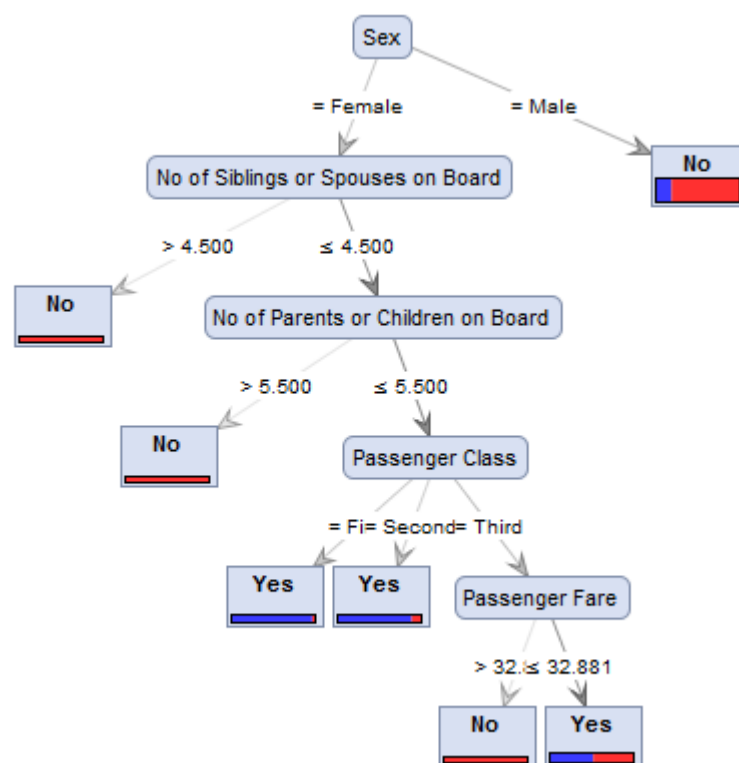 Sex
= Female
= Male
No
No of Siblings or Spouses on Board
> 4.500
≤ 4.500
No
No of Parents or Children on Board
> 5.500
≤ 5.500
No
Passenger Class
= Fi= Second= Third
Yes
Yes
Passenger Fare
> 32.≤ 32.881
No
Yes